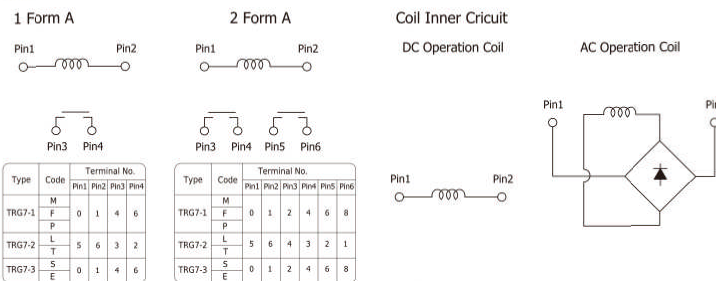 1 Form A
2 Form A
Coil Inner Cricuit
DC Operation Coil
AC Operation Coil
Pin1 Pin2
Pin1 Pin2
Pin1
Pin3 Pin4
Pin3 Pin4 Pin5 Pin6
Pin1 Pin2
Type Code Terminal No.
Pin1 Pin2 Pin3 Pin4
TRG7-1 M F P 0 1 4 6
TRG7-2 L T 5 6 3 2
TRG7-3 S E 0 1 4 6
Type Code Terminal No.
Pin1 Pin2 Pin3 Pin4 Pin5 Pin6
TRG7-1 M F P 0 1 2 4 6 8
TRG7-2 L T 5 6 4 3 2 1
TRG7-3 S E 0 1 2 4 6 8